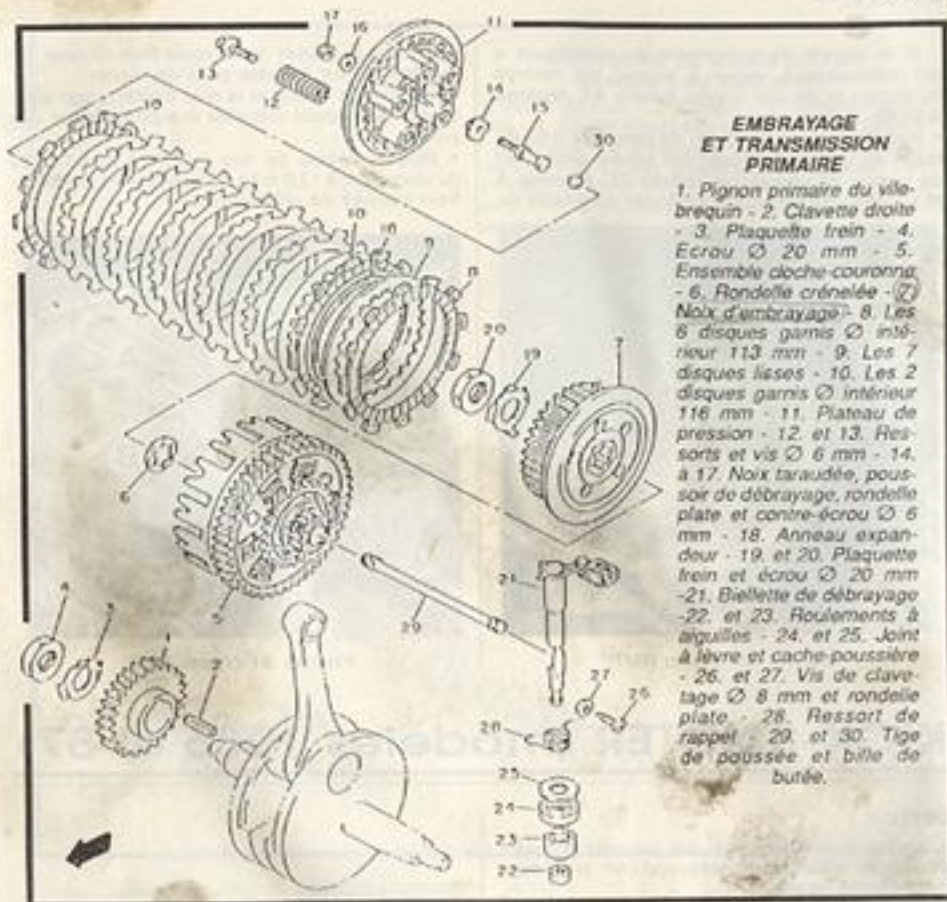 EMBRAYAGE
ET TRANSMISSION
PRIMAIRE
1. Pignon primaire du vile-
brequin - 2. Clavette droite
- 3. Plaquette frein - 4.
Ecrou Ø 20 mm - 5.
Ensemble cloche-couronne
- 6. Rondelle crénelée - 7.
Noix d'embrayage - 8. Les
6 disques garnis Ø inté-
rieur 113 mm - 9. Les 7
disques lisses - 10. Les 2
disques garnis Ø intérieur
116 mm - 11. Plateau de
pression - 12. et 13. Res-
sorts et vis Ø 6 mm - 14.
à 17. Noix taraudée, pous-
soir de débrayage, rondelle
plate et contre-écrou Ø 6
mm - 18. Anneau expan-
deur - 19. et 20. Plaquette
frein et écrou Ø 20 mm
-21. Biellette de débrayage
-22. et 23. Roulements à
aiguilles - 24. et 25. Joint
à lèvre et cache-poussière
- 26. et 27. Vis de clave-
tage Ø 8 mm et rondelle
plate - 28. Ressort de
rappel - 29. et 30. Tige
de poussée et bille de
butée.
17
16
11
13
12
14
15
30
10
10
18
9
8
20
19
7
6
5
21
29
4
3
1
2
27
26
28
25
24
23
22